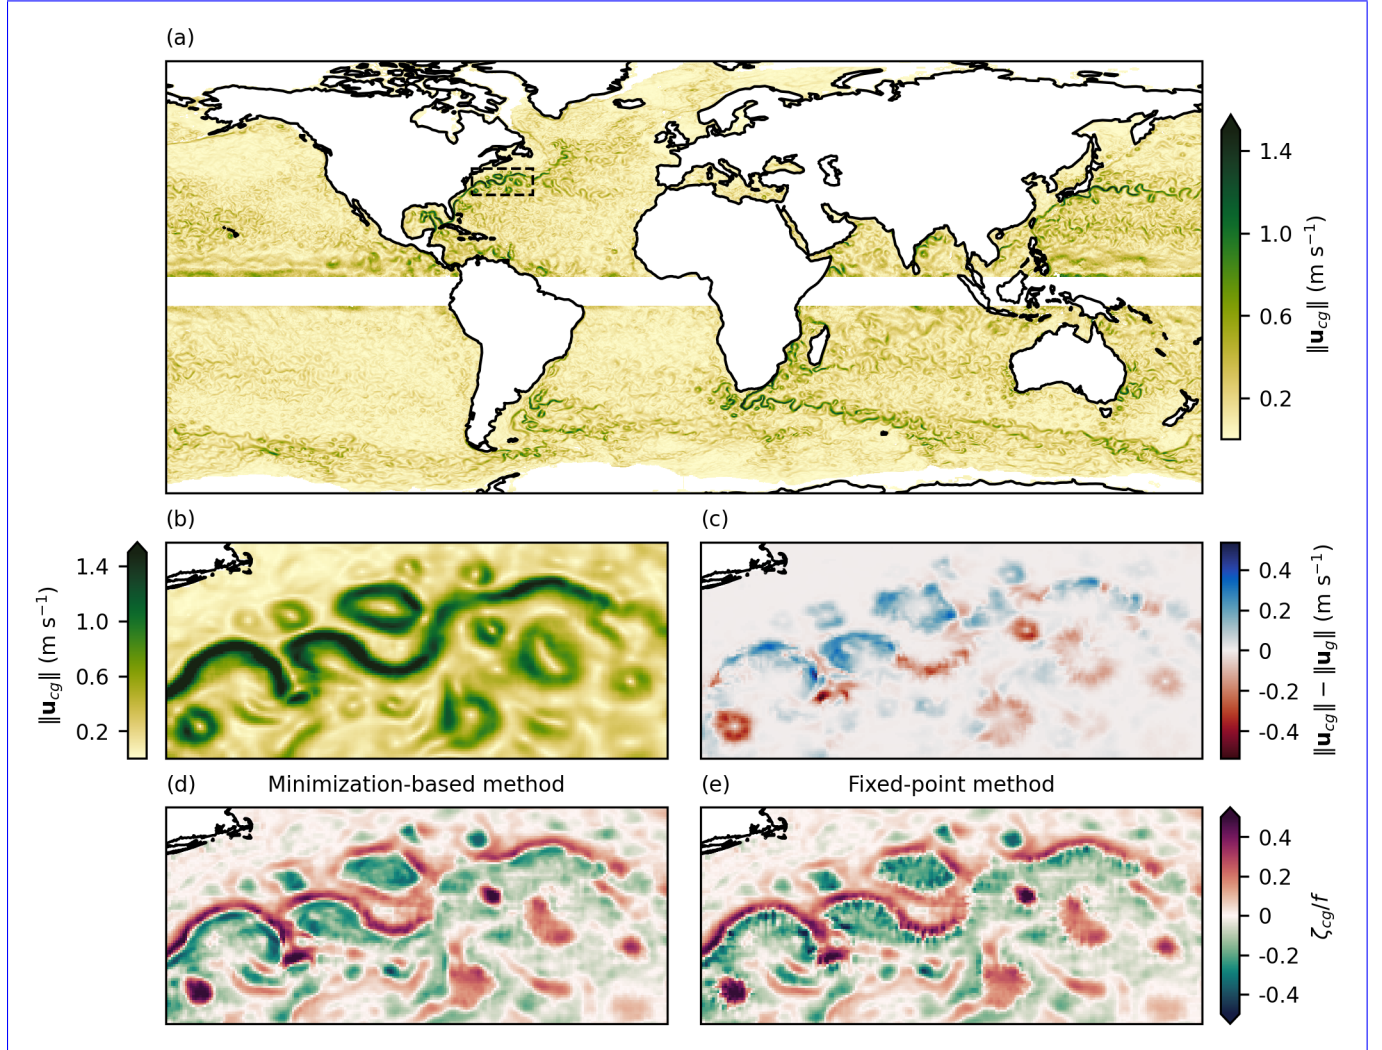 (a)
1.4
1.0
0.6
0.2
‖u_cg‖ (m s⁻¹)
(b)
1.4
1.0
0.6
0.2
‖u_cg‖ (m s⁻¹)
(c)
0.4
0.2
0
-0.2
-0.4
‖u_cg‖ − ‖u_g‖ (m s⁻¹)
(d) Minimization-based method
(e) Fixed-point method
0.4
0.2
0
-0.2
-0.4
ζ_cg/f